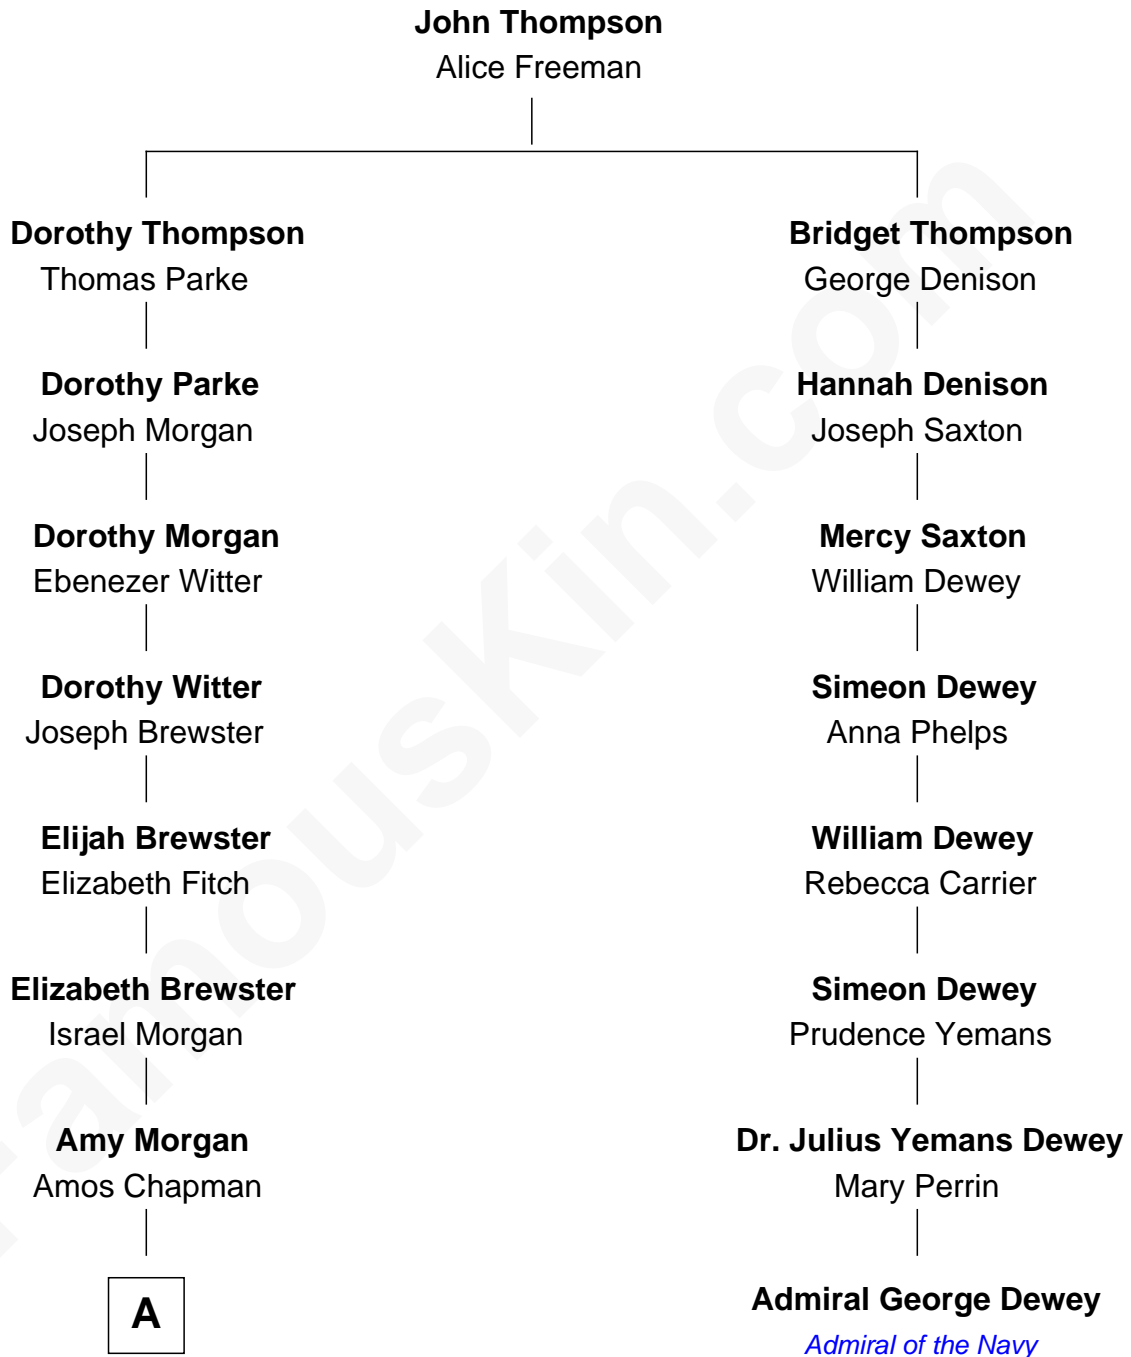 John Thompson
Alice Freeman
Dorothy Thompson
Thomas Parke
Bridget Thompson
George Denison
Dorothy Parke
Joseph Morgan
Hannah Denison
Joseph Saxton
Dorothy Morgan
Ebenezer Witter
Mercy Saxton
William Dewey
Dorothy Witter
Joseph Brewster
Simeon Dewey
Anna Phelps
Elijah Brewster
Elizabeth Fitch
William Dewey
Rebecca Carrier
Elizabeth Brewster
Israel Morgan
Simeon Dewey
Prudence Yemans
Amy Morgan
Amos Chapman
Dr. Julius Yemans Dewey
Mary Perrin
A
Admiral George Dewey
Admiral of the Navy
FamousKin.com